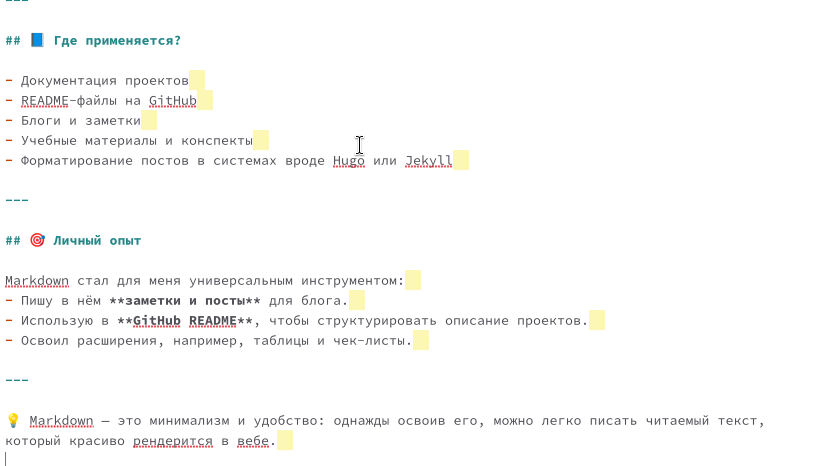 ---
## 📘 Где применяется?
- Документация проектов
- README-файлы на GitHub
- Блоги и заметки
- Учебные материалы и конспекты
- Форматирование постов в системах вроде Hugo или Jekyll
---
## 🎯 Личный опыт
Markdown стал для меня универсальным инструментом:
- Пишу в нём **заметки и посты** для блога.
- Использую в **GitHub README**, чтобы структурировать описание проектов.
- Освоил расширения, например, таблицы и чек-листы.
---
💡 Markdown — это минимализм и удобство: однажды освоив его, можно легко писать читаемый текст,
который красиво рендерится в вебе.